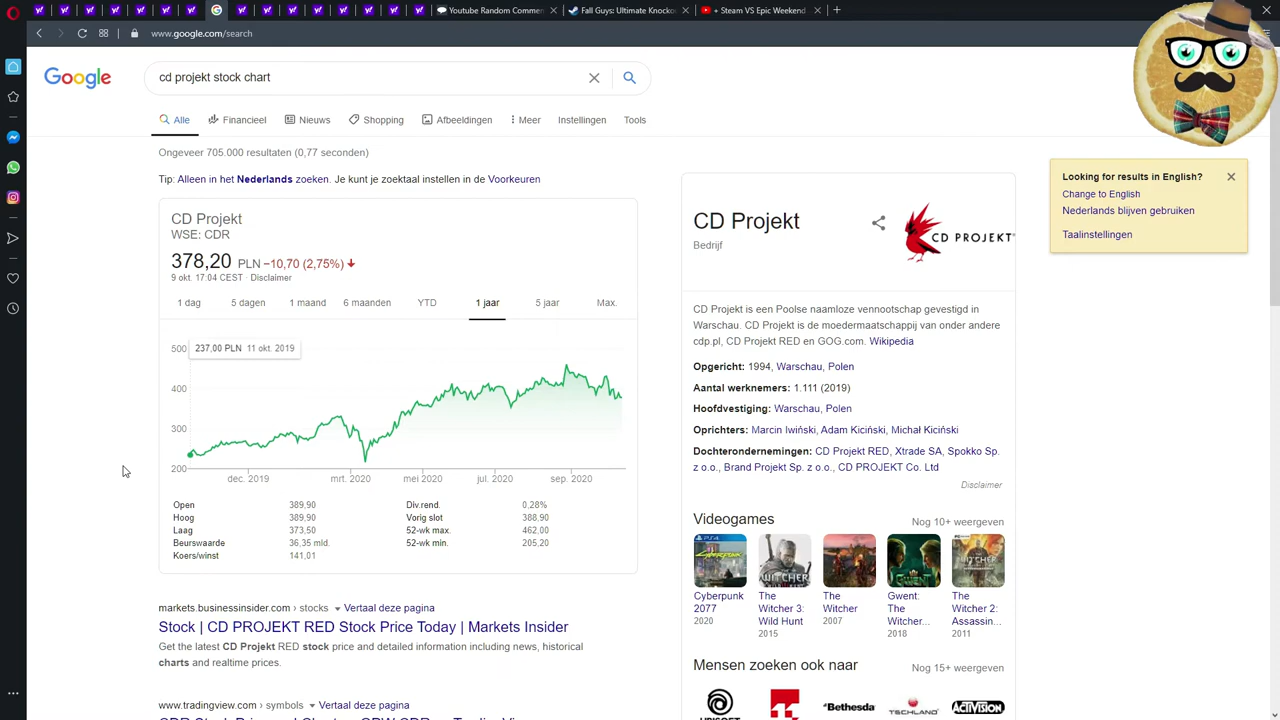 Youtube Random Commen
Fall Guys: Ultimate Knocko
+ Steam VS Epic Weekend
www.google.com/search
Google
cd projekt stock chart
Alle
Financieel
Nieuws
Shopping
Afbeeldingen
Meer
Instellingen
Tools
Ongeveer 705.000 resultaten (0,77 seconden)
Tip: Alleen in het Nederlands zoeken. Je kunt je zoektaal instellen in de Voorkeuren
CD Projekt
WSE: CDR
378,20 PLN −10,70 (2,75%)
9 okt. 17:04 CEST · Disclaimer
1 dag 5 dagen 1 maand 6 maanden YTD 1 jaar 5 jaar Max.
237,00 PLN 11 okt. 2019
500
400
300
200
dec. 2019 mrt. 2020 mei 2020 jul. 2020 sep. 2020
Open 389,90 Div.rend. 0,28%
Hoog 389,90 Vorig slot 388,90
Laag 373,50 52-wk max. 462,00
Beurswaarde 36,35 mld. 52-wk min. 205,20
Koers/winst 141,01
markets.businessinsider.com › stocks Vertaal deze pagina
Stock | CD PROJEKT RED Stock Price Today | Markets Insider
Get the latest CD Projekt RED stock price and detailed information including news, historical
charts and realtime prices.
www.tradingview.com › symbols Vertaal deze pagina
CD Projekt
Bedrijf
CD PROJEKT
CD Projekt is een Poolse naamloze vennootschap gevestigd in
Warschau. CD Projekt is de moedermaatschappij van onder andere
cdp.pl, CD Projekt RED en GOG.com. Wikipedia
Opgericht: 1994, Warschau, Polen
Aantal werknemers: 1.111 (2019)
Hoofdvestiging: Warschau, Polen
Oprichters: Marcin Iwiński, Adam Kiciński, Michał Kiciński
Dochterondernemingen: CD Projekt RED, Xtrade SA, Spokko Sp.
z o.o., Brand Projekt Sp. z o.o., CD PROJEKT Co. Ltd
Disclaimer
Videogames
Nog 10+ weergeven
Cyberpunk
2077
2020
The
Witcher 3:
Wild Hunt
2015
The
Witcher
2007
Gwent:
The
Witcher...
2018
The
Witcher 2:
Assassin...
2011
Mensen zoeken ook naar
Nog 15+ weergeven
UBISOFT
Bethesda
TECHLAND
ACTIVISION
Looking for results in English?
Change to English
Nederlands blijven gebruiken
Taalinstellingen